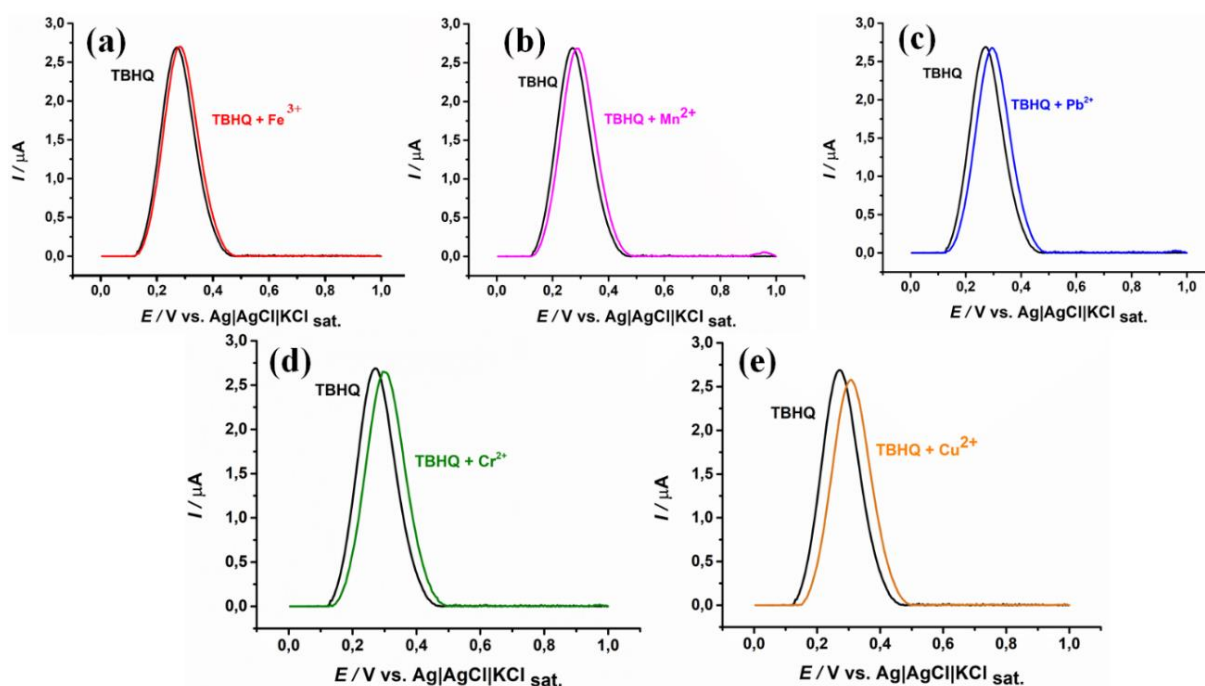 (a)
3,0
2,5
2,0
1,5
1,0
0,5
0,0
I / µA
TBHQ
TBHQ + Fe 3+
0,0 0,2 0,4 0,6 0,8 1,0
E / V vs. Ag|AgCl|KCl sat.
(b)
3,0
2,5
2,0
1,5
1,0
0,5
0,0
I / µA
TBHQ
TBHQ + Mn2+
0,0 0,2 0,4 0,6 0,8 1,0
E / V vs. Ag|AgCl|KCl sat.
(c)
3,0
2,5
2,0
1,5
1,0
0,5
0,0
I / µA
TBHQ
TBHQ + Pb2+
0,0 0,2 0,4 0,6 0,8 1,0
E / V vs. Ag|AgCl|KCl sat.
(d)
3,0
2,5
2,0
1,5
1,0
0,5
0,0
I / µA
TBHQ
TBHQ + Cr2+
0,0 0,2 0,4 0,6 0,8 1,0
E / V vs. Ag|AgCl|KCl sat.
(e)
3,0
2,5
2,0
1,5
1,0
0,5
0,0
I / µA
TBHQ
TBHQ + Cu2+
0,0 0,2 0,4 0,6 0,8 1,0
E / V vs. Ag|AgCl|KCl sat.